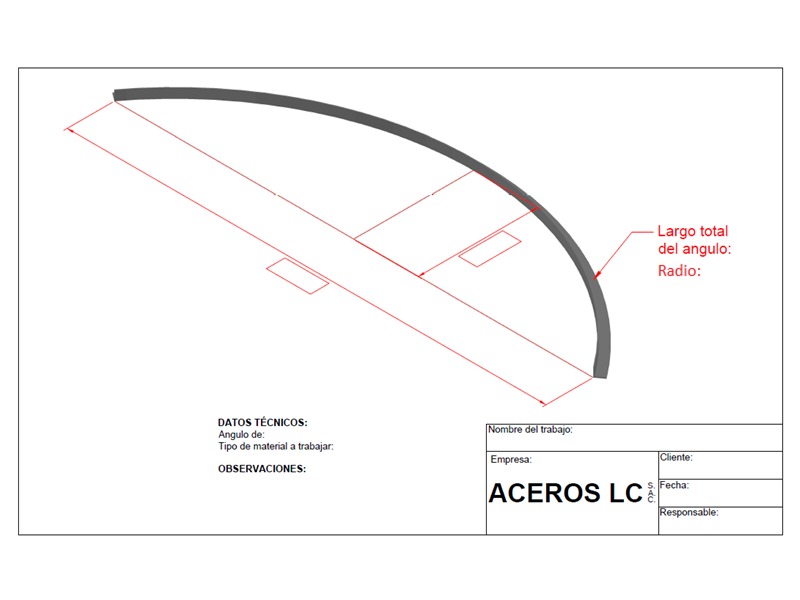 Largo total
del angulo:
Radio:
DATOS TÉCNICOS:
Angulo de:
Tipo de material a trabajar:
OBSERVACIONES:
Nombre del trabajo:
Empresa:
ACEROS LC S.A.C.
Cliente:
Fecha:
Responsable: